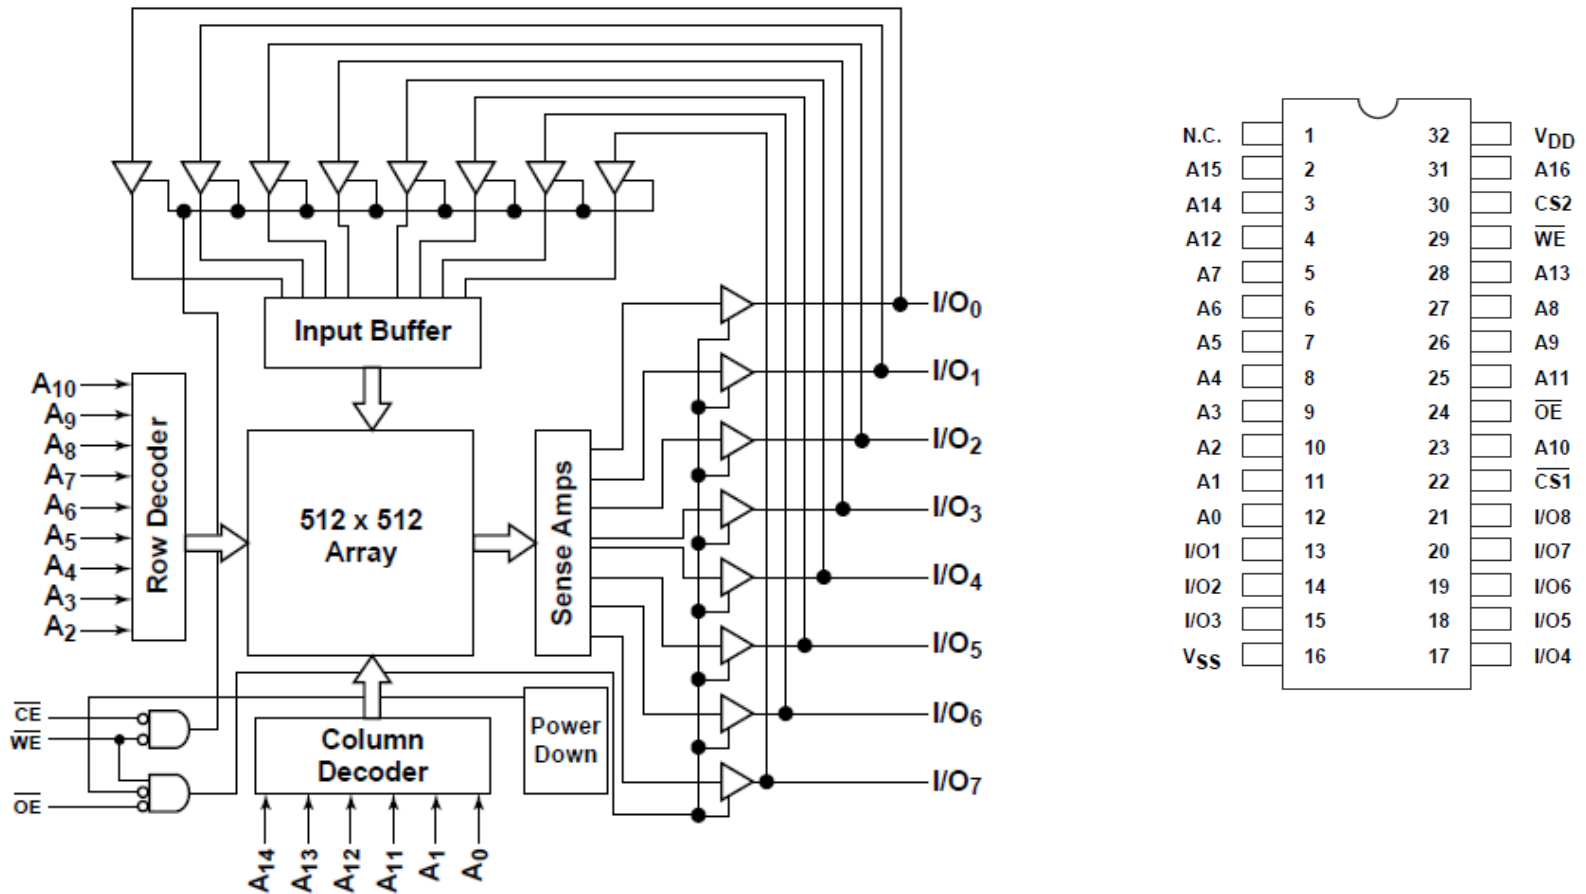 Input Buffer
I/O0
I/O1
I/O2
I/O3
I/O4
I/O5
I/O6
I/O7
A10
A9
A8
A7
A6
A5
A4
A3
A2
Row Decoder
512 x 512
Array
Sense Amps
CE
WE
OE
Column
Decoder
Power
Down
A14
A13
A12
A11
A1
A0
N.C. 1 32 VDD
A15 2 31 A16
A14 3 30 CS2
A12 4 29 WE
A7 5 28 A13
A6 6 27 A8
A5 7 26 A9
A4 8 25 A11
A3 9 24 OE
A2 10 23 A10
A1 11 22 CS1
A0 12 21 I/O8
I/O1 13 20 I/O7
I/O2 14 19 I/O6
I/O3 15 18 I/O5
VSS 16 17 I/O4